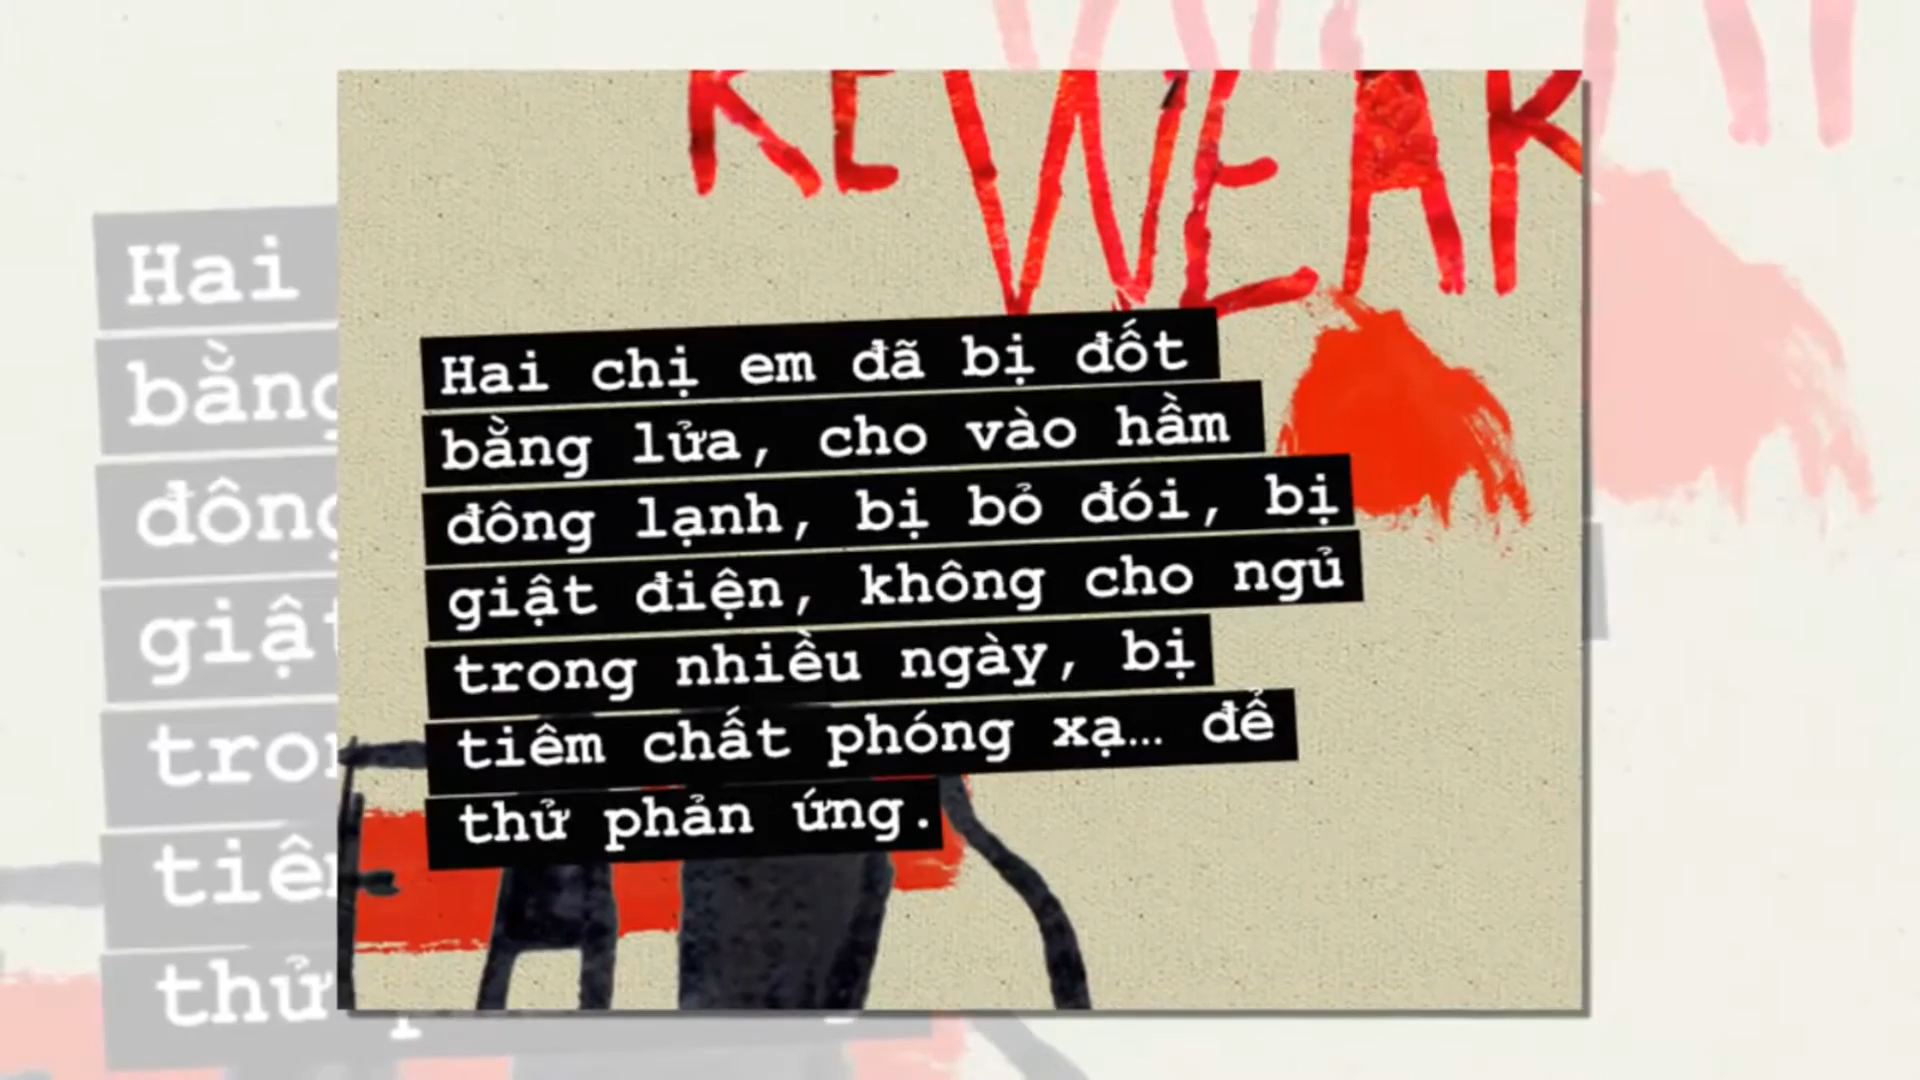 REWEAR
Hai chị em đã bị đốt
bằng lửa, cho vào hầm
đông lạnh, bị bỏ đói, bị
giật điện, không cho ngủ
trong nhiều ngày, bị
tiêm chất phóng xạ… để
thử phản ứng.